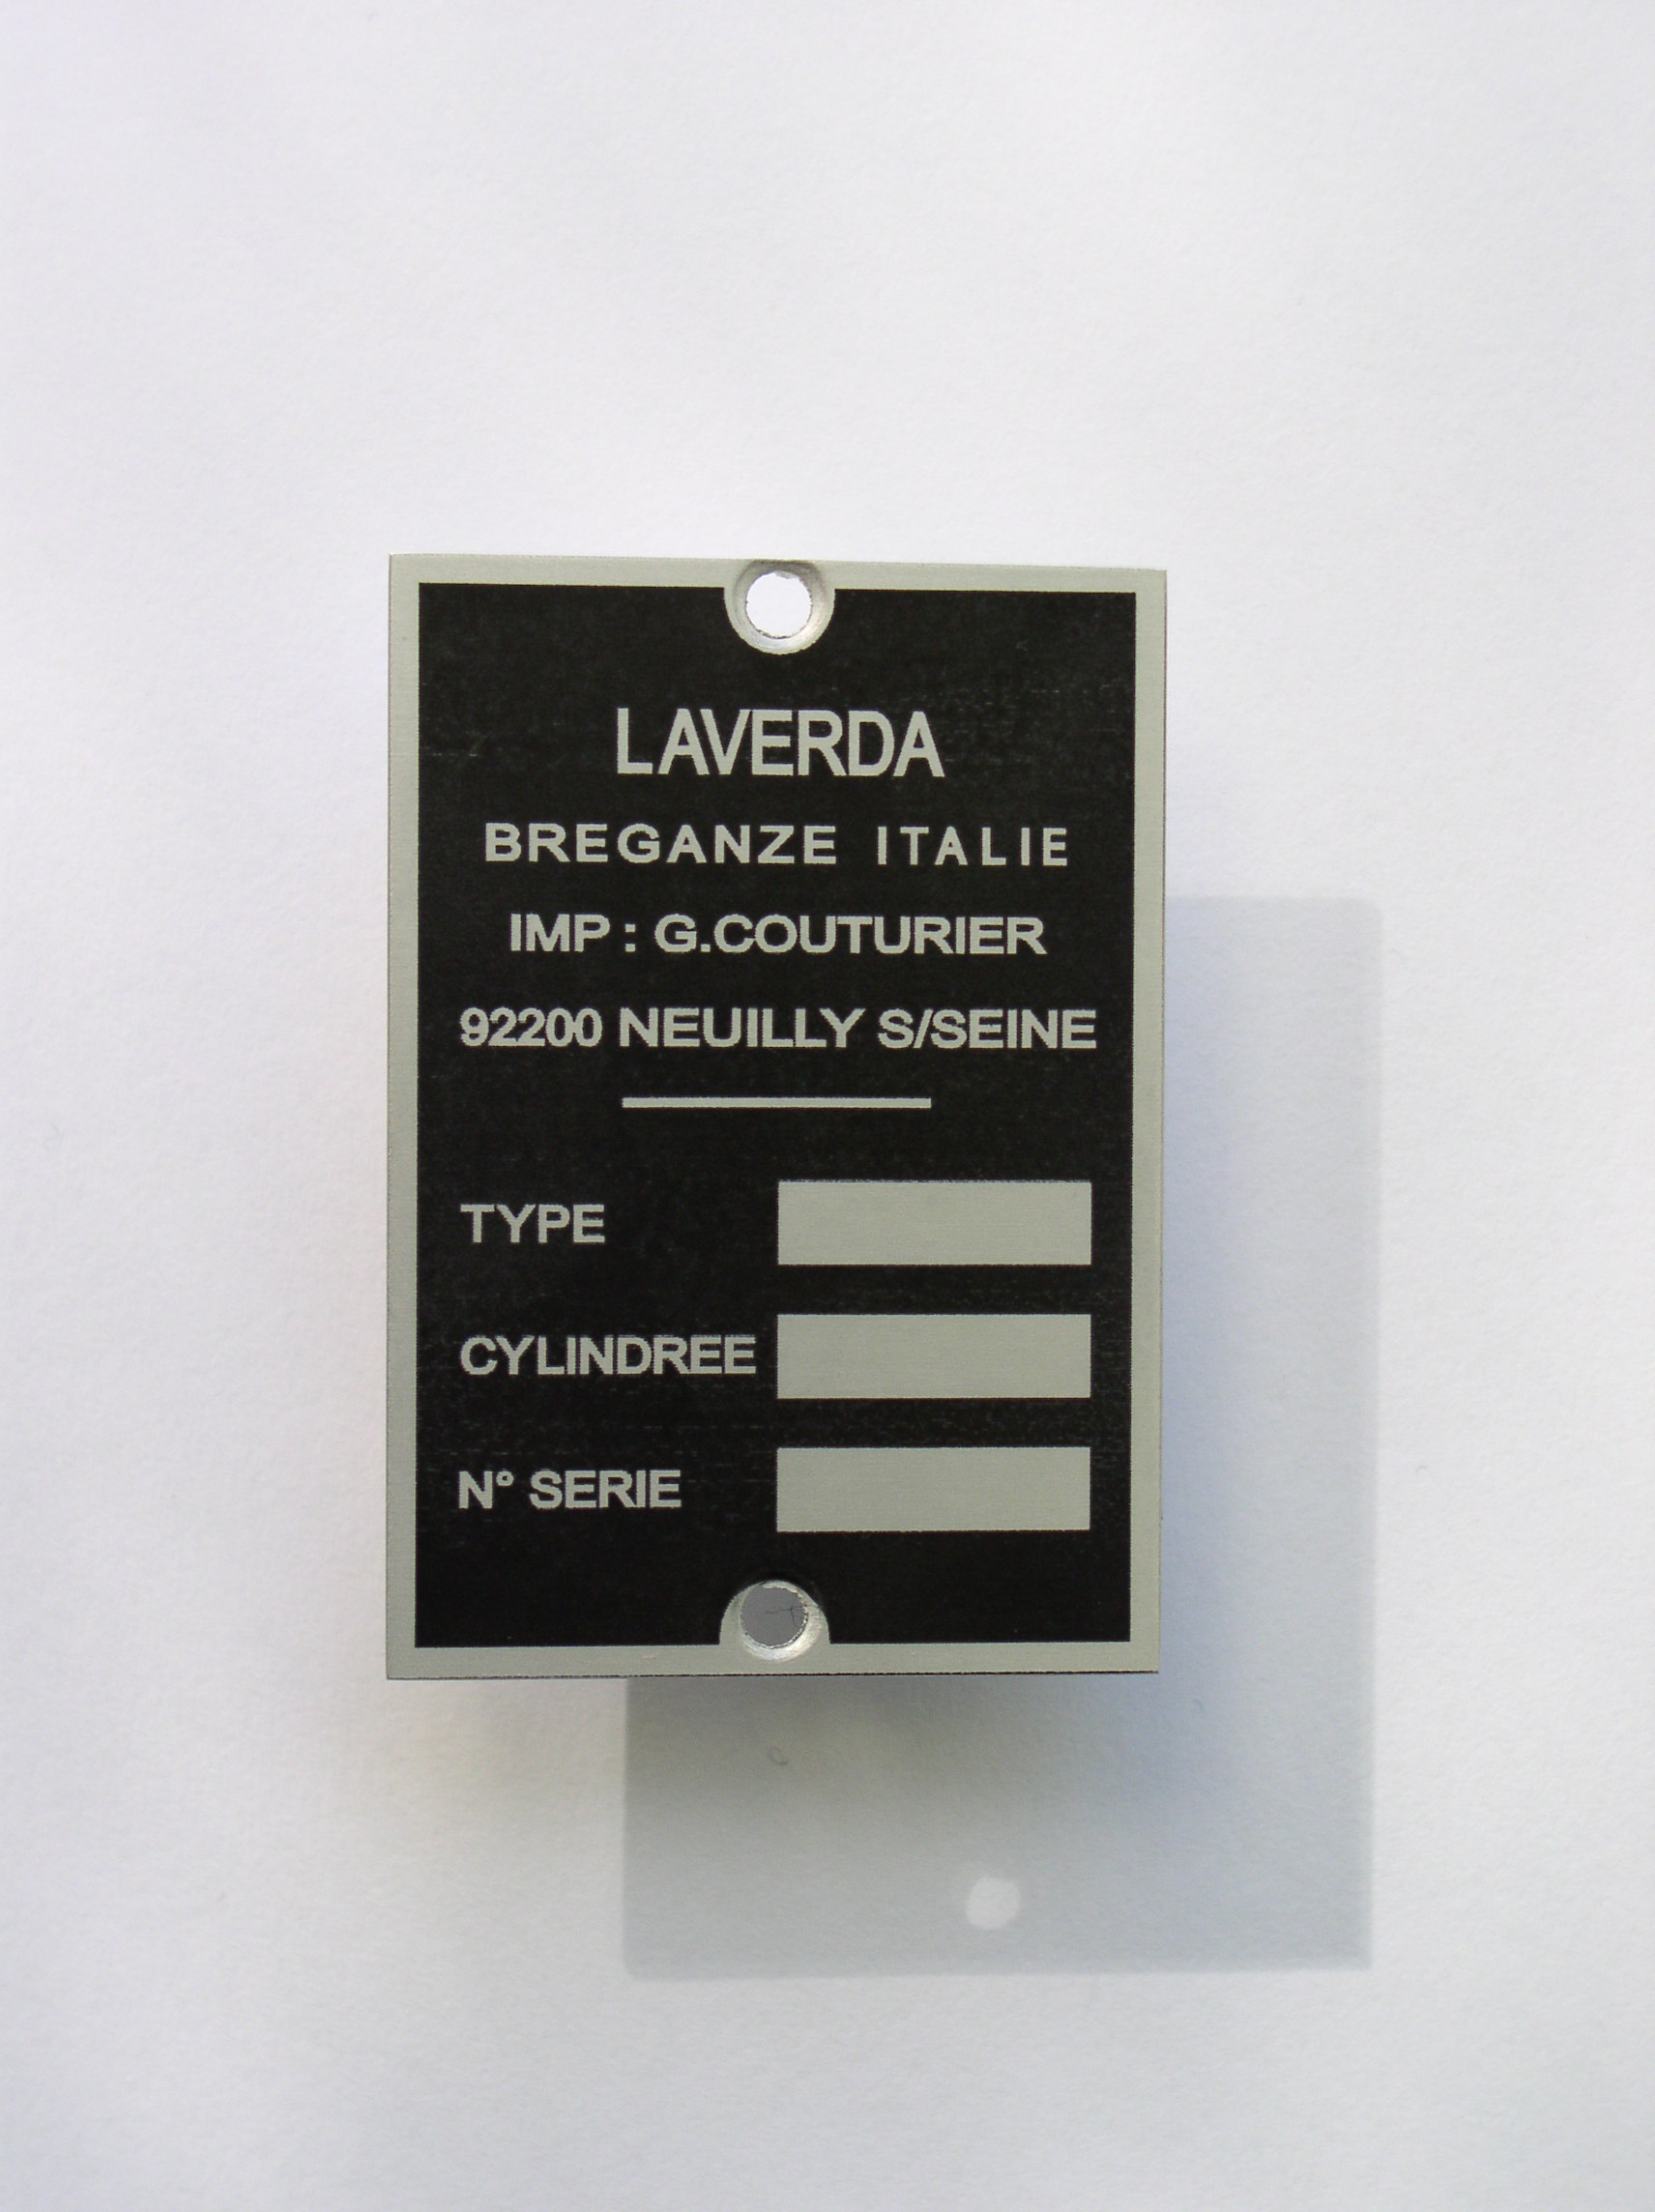 LAVERDA
BREGANZE ITALIE
IMP : G.COUTURIER
92200 NEUILLY S/SEINE
TYPE
CYLINDREE
N° SERIE